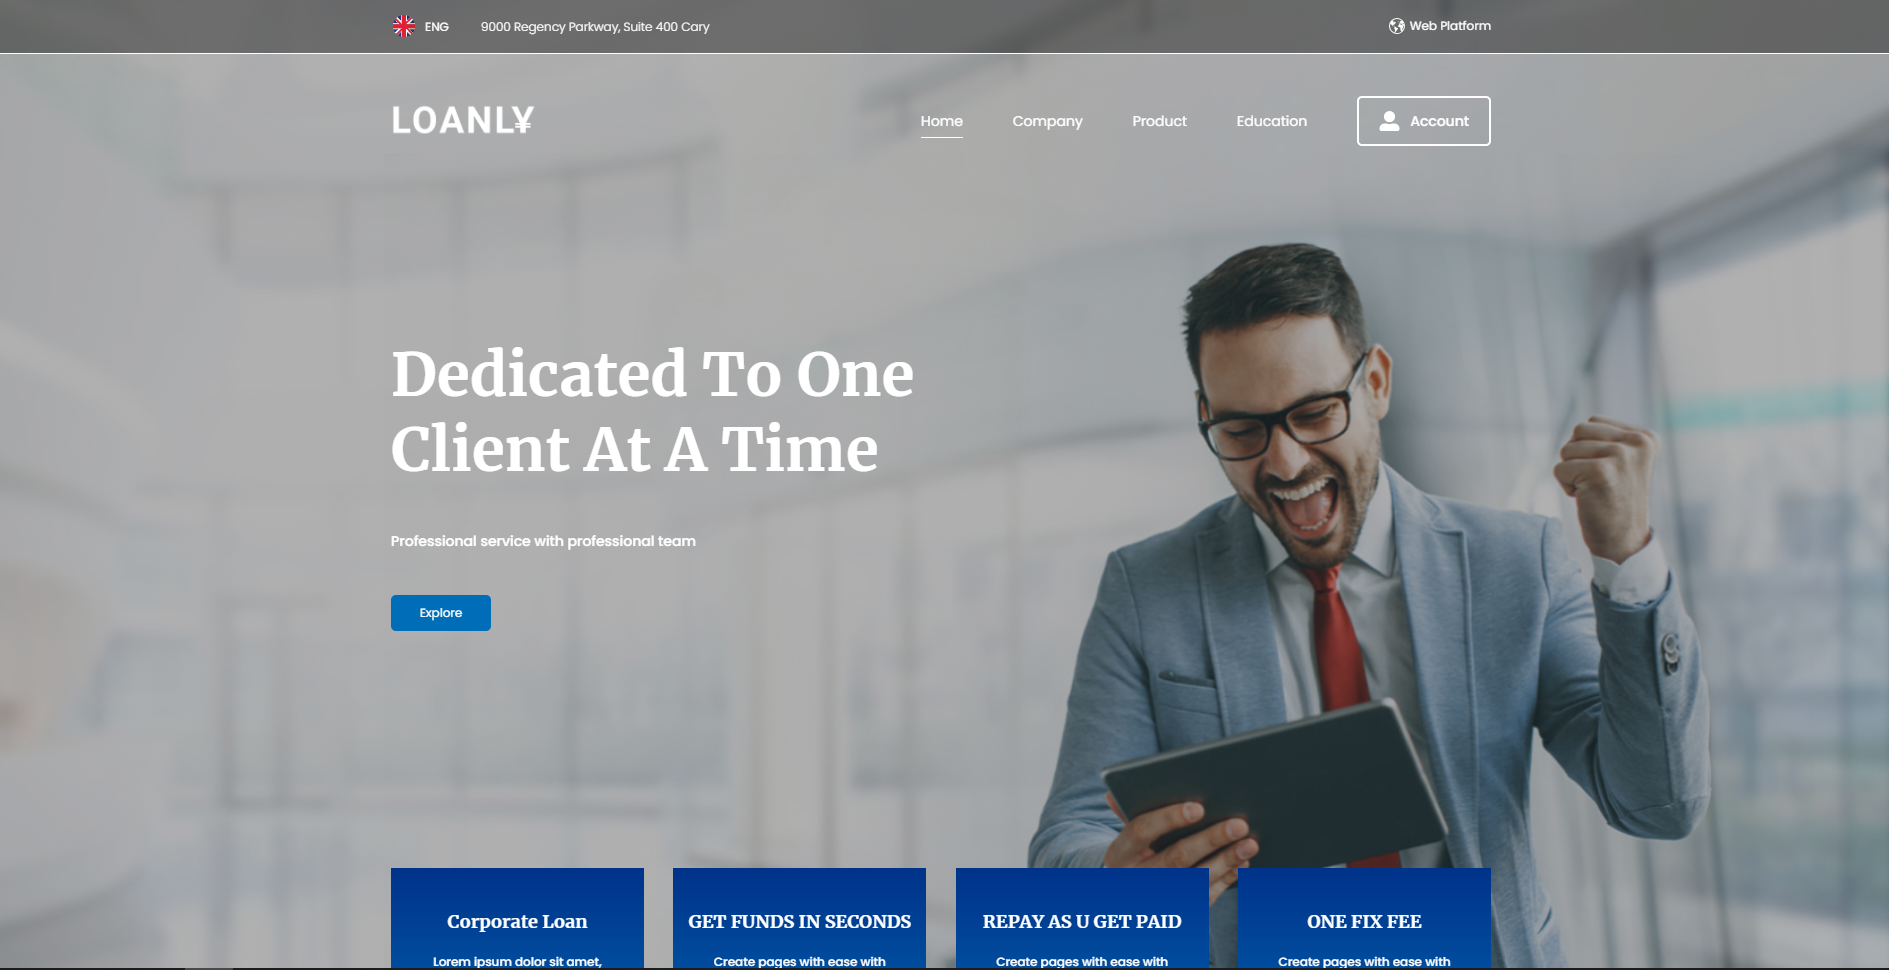 ENG
9000 Regency Parkway, Suite 400 Cary
Web Platform
LOANL¥
Home
Company
Product
Education
Account
Dedicated To One
Client At A Time
Professional service with professional team
Explore
Corporate Loan
Lorem ipsum dolor sit amet,
GET FUNDS IN SECONDS
Create pages with ease with
REPAY AS U GET PAID
Create pages with ease with
ONE FIX FEE
Create pages with ease with